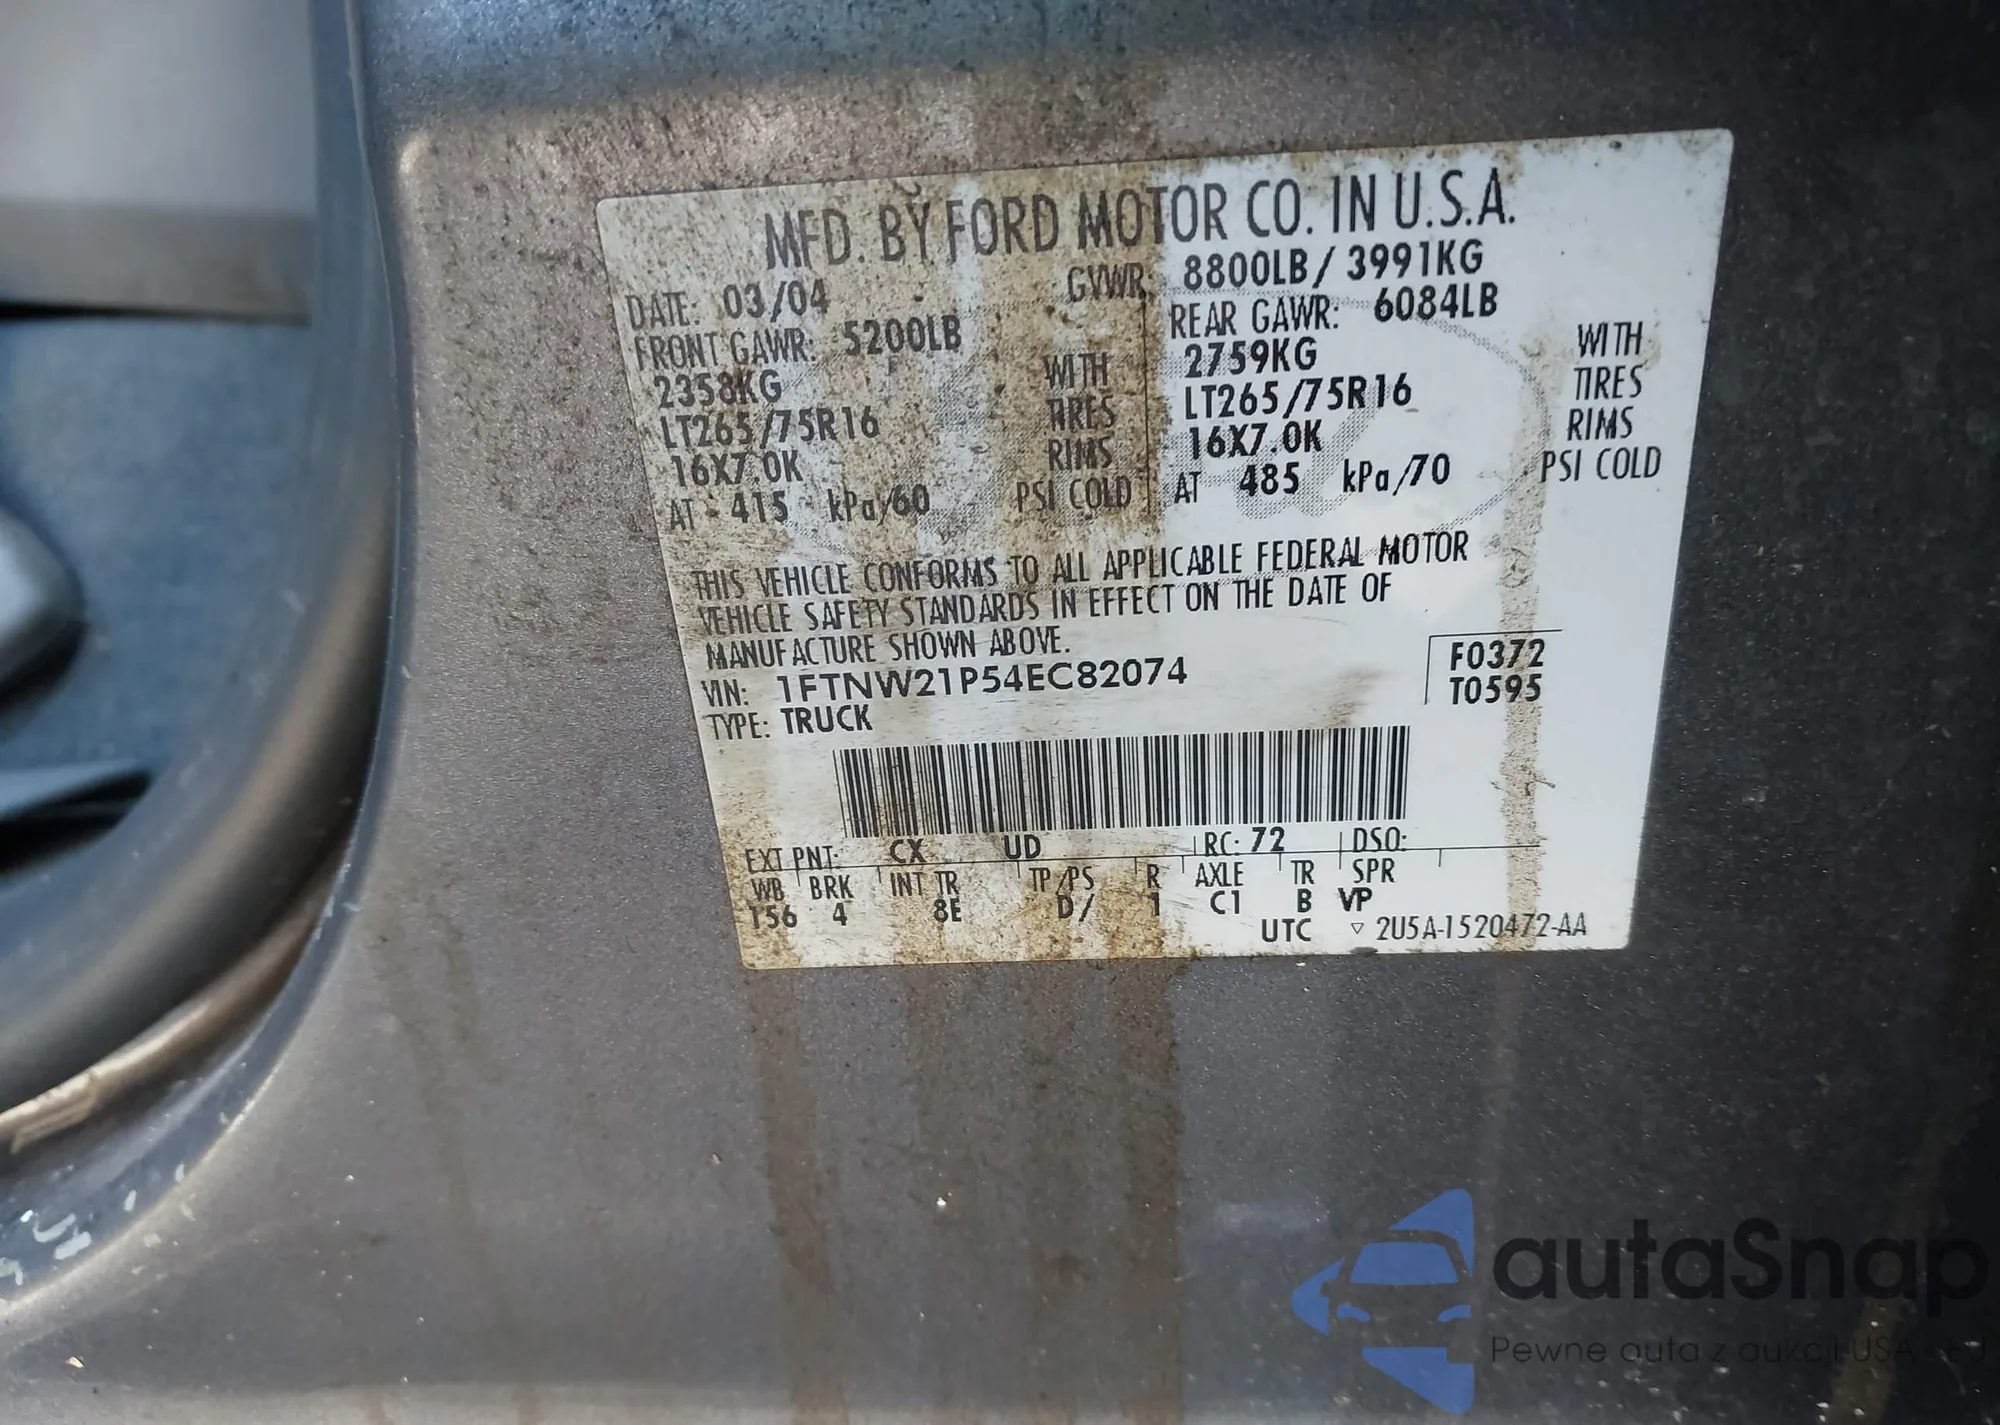 MFD. BY FORD MOTOR CO. IN U.S.A.
DATE: 03/04 GVWR: 8800LB / 3991KG
FRONT GAWR: 5200LB REAR GAWR: 6084LB
2358KG WITH 2759KG WITH
LT265/75R16 TIRES LT265/75R16 TIRES
16X7.0K RIMS 16X7.0K RIMS
AT 415 kPa/60 PSI COLD AT 485 kPa/70 PSI COLD
THIS VEHICLE CONFORMS TO ALL APPLICABLE FEDERAL MOTOR
VEHICLE SAFETY STANDARDS IN EFFECT ON THE DATE OF
MANUFACTURE SHOWN ABOVE.
VIN: 1FTNW21P54EC82074 F0372
TYPE: TRUCK T0595
EXT PNT: CX UD RC: 72 DSO:
WB BRK INT TR TP/PS R AXLE TR SPR
156 4 8E D/ 1 C1 B VP
UTC ▽ 2U5A-1520472-AA
autaSnap
Pewne auta z aukcji USA i EU